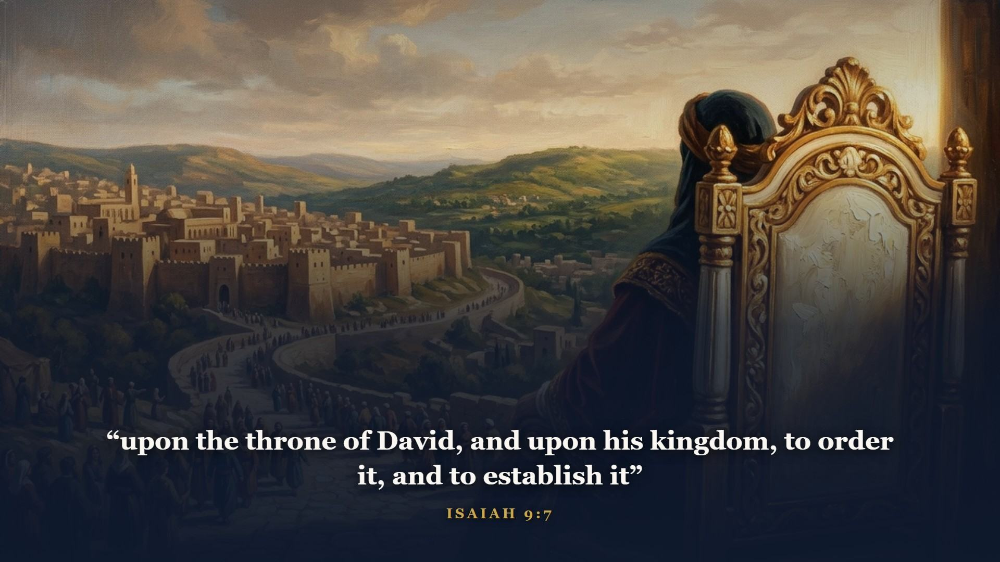 “upon the throne of David, and upon his kingdom, to order
it, and to establish it”
ISAIAH 9:7